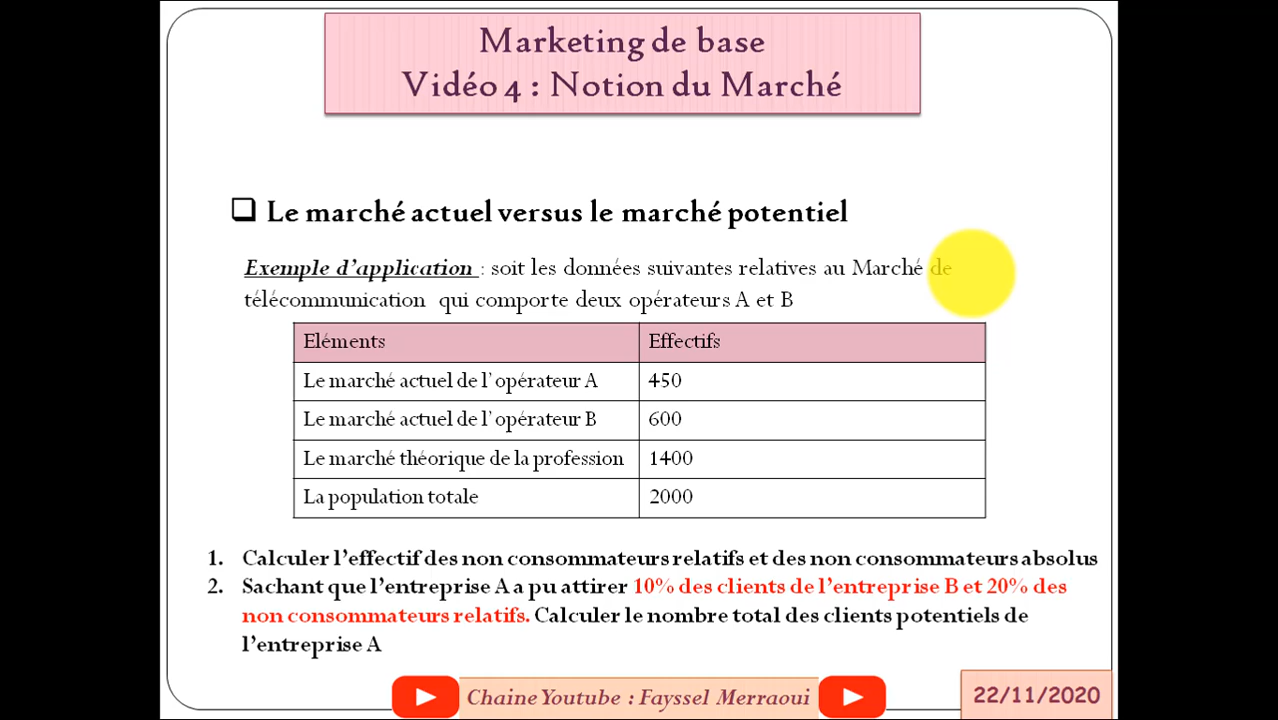 Marketing de base
Vidéo 4 : Notion du Marché
Le marché actuel versus le marché potentiel
Exemple d'application : soit les données suivantes relatives au Marché de
télécommunication qui comporte deux opérateurs A et B
Eléments Effectifs
Le marché actuel de l'opérateur A 450
Le marché actuel de l'opérateur B 600
Le marché théorique de la profession 1400
La population totale 2000
1. Calculer l'effectif des non consommateurs relatifs et des non consommateurs absolus
2. Sachant que l'entreprise A a pu attirer 10% des clients de l'entreprise B et 20% des
non consommateurs relatifs. Calculer le nombre total des clients potentiels de
l'entreprise A
Chaine Youtube : Fayssel Merraoui
22/11/2020